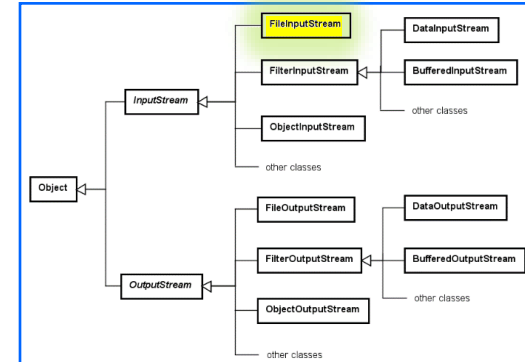 FileInputStream
DataInputStream
FilterInputStream
BufferedInputStream
InputStream
other classes
ObjectInputStream
other classes
Object
FileOutputStream
DataOutputStream
FilterOutputStream
BufferedOutputStream
OutputStream
other classes
ObjectOutputStream
other classes